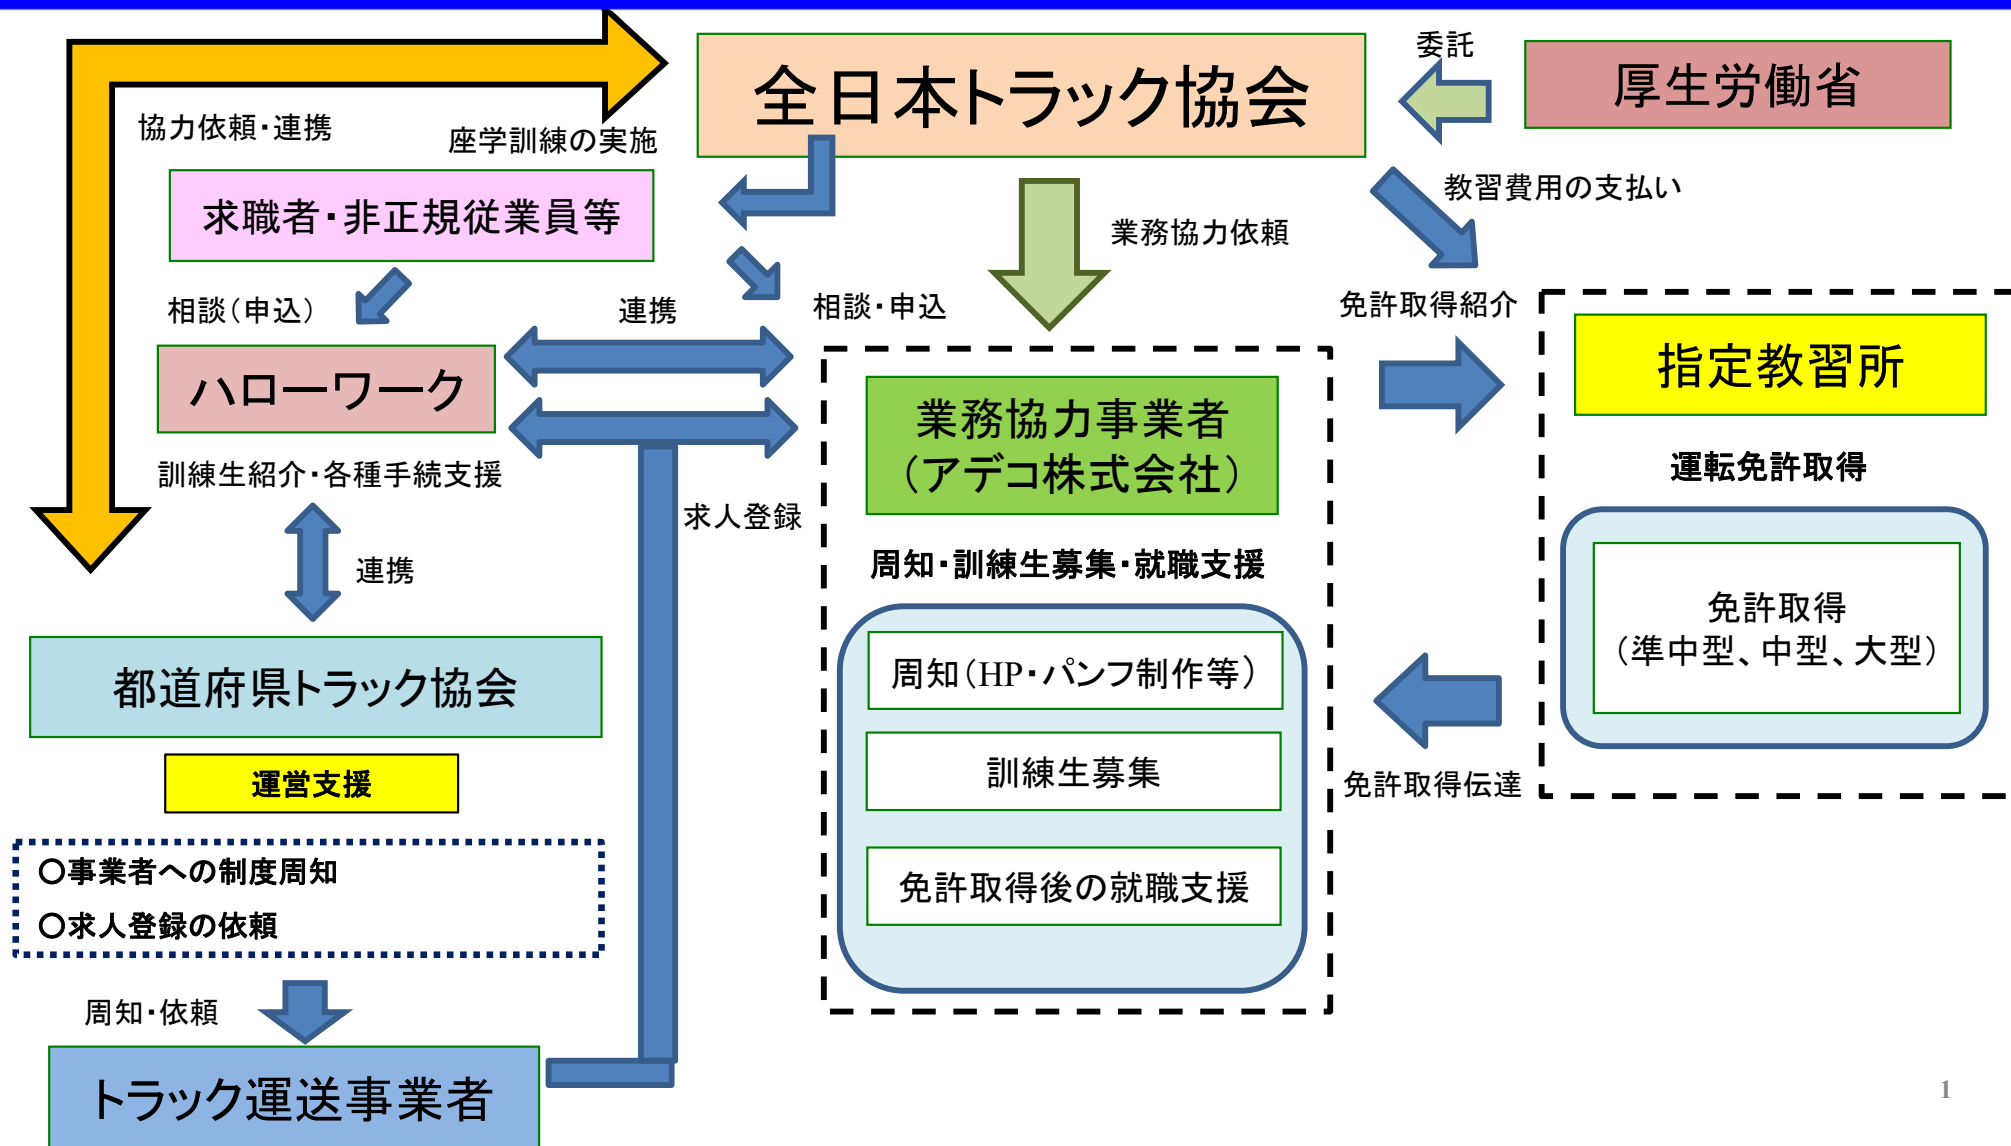 全日本トラック協会
委託
厚生労働省
協力依頼・連携
座学訓練の実施
求職者・非正規従業員等
業務協力依頼
教習費用の支払い
相談（申込）
連携
相談・申込
免許取得紹介
ハローワーク
訓練生紹介・各種手続支援
連携
求人登録
業務協力事業者
（アデコ株式会社）
周知・訓練生募集・就職支援
周知（HP・パンフ制作等）
訓練生募集
免許取得後の就職支援
指定教習所
運転免許取得
免許取得
（準中型、中型、大型）
免許取得伝達
都道府県トラック協会
運営支援
○事業者への制度周知
○求人登録の依頼
周知・依頼
トラック運送事業者
1